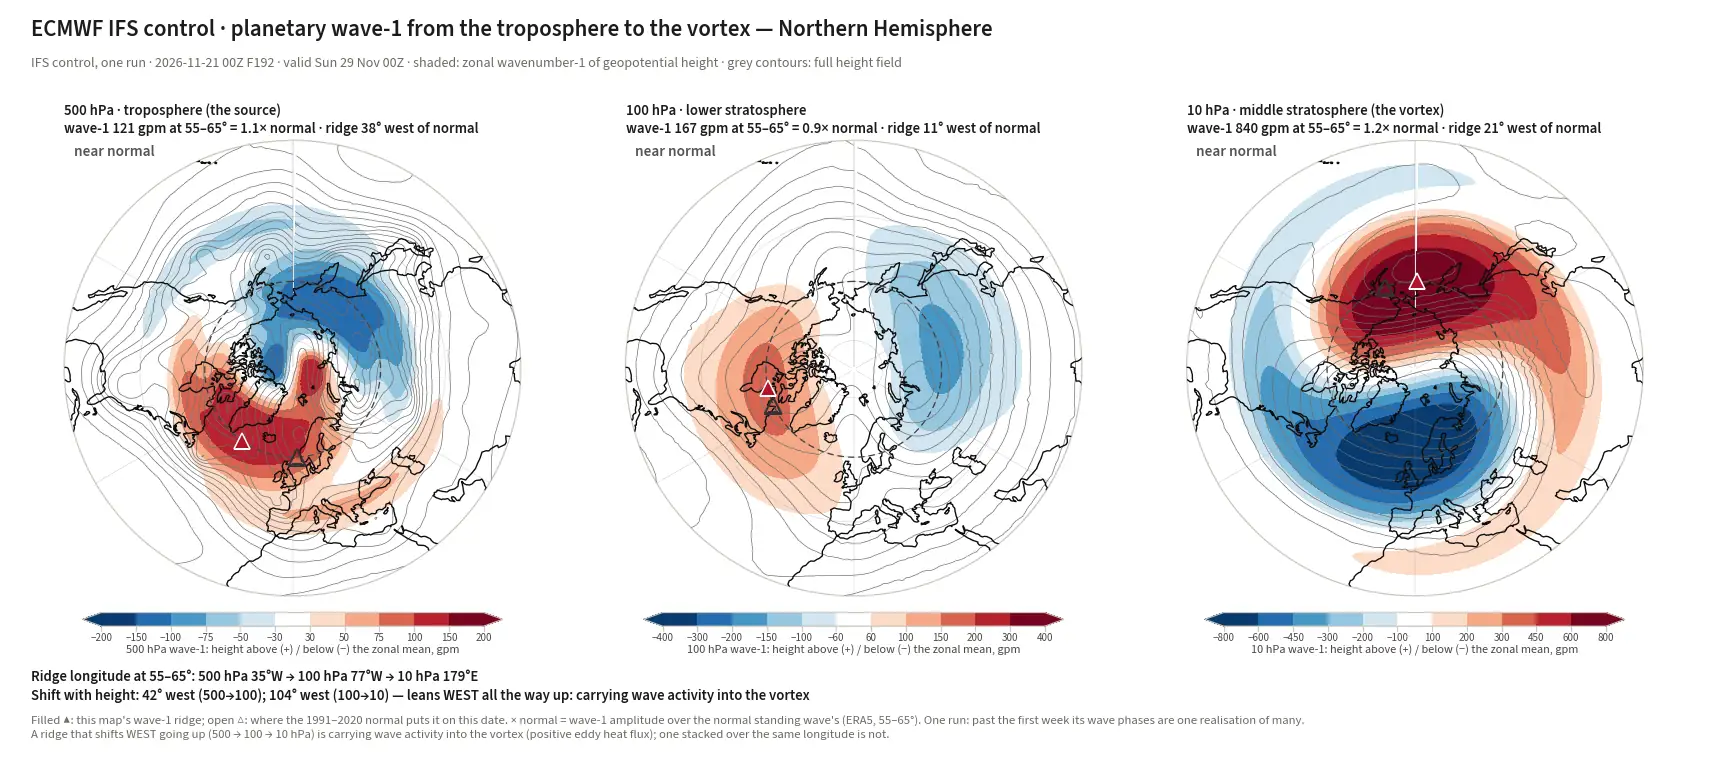 ECMWF IFS control · planetary wave-1 from the troposphere to the vortex — Northern Hemisphere
IFS control, one run · 2026-11-21 00Z F192 · valid Sun 29 Nov 00Z · shaded: zonal wavenumber-1 of geopotential height · grey contours: full height field
500 hPa · troposphere (the source)
wave-1 121 gpm at 55–65° = 1.1× normal · ridge 38° west of normal
near normal
100 hPa · lower stratosphere
wave-1 167 gpm at 55–65° = 0.9× normal · ridge 11° west of normal
near normal
10 hPa · middle stratosphere (the vortex)
wave-1 840 gpm at 55–65° = 1.2× normal · ridge 21° west of normal
near normal
−200 −150 −100 −75 −50 −30 30 50 75 100 150 200
500 hPa wave-1: height above (+) / below (−) the zonal mean, gpm
−400 −300 −200 −150 −100 −60 60 100 150 200 300 400
100 hPa wave-1: height above (+) / below (−) the zonal mean, gpm
−800 −600 −450 −300 −200 −100 100 200 300 450 600 800
10 hPa wave-1: height above (+) / below (−) the zonal mean, gpm
Ridge longitude at 55–65°: 500 hPa 35°W → 100 hPa 77°W → 10 hPa 179°E
Shift with height: 42° west (500→100); 104° west (100→10) — leans WEST all the way up: carrying wave activity into the vortex
Filled ▲: this map's wave-1 ridge; open △: where the 1991–2020 normal puts it on this date. × normal = wave-1 amplitude over the normal standing wave's (ERA5, 55–65°). One run: past the first week its wave phases are one realisation of many.
A ridge that shifts WEST going up (500 → 100 → 10 hPa) is carrying wave activity into the vortex (positive eddy heat flux); one stacked over the same longitude is not.